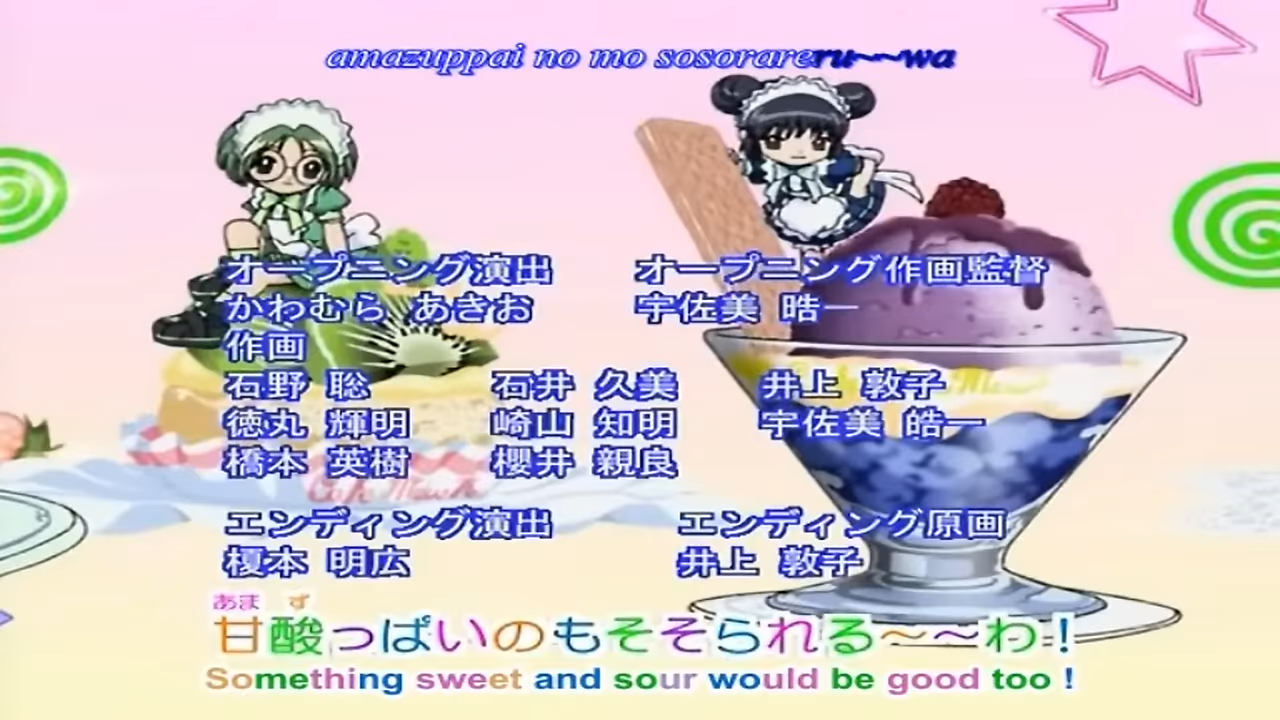 amazuppai no mo sosorareru~~wa
オープニング演出 オープニング作画監督
かわむら あきお 宇佐美 晧一
作画
石野 聡 石井 久美 井上 敦子
徳丸 輝明 崎山 知明 宇佐美 皓一
橋本 英樹 櫻井 親良
Cafe Mew
エンディング演出 エンディング原画
榎本 明広 井上 敦子
あま ず
甘酸っぱいのもそそられる～～わ！
Something sweet and sour would be good too !